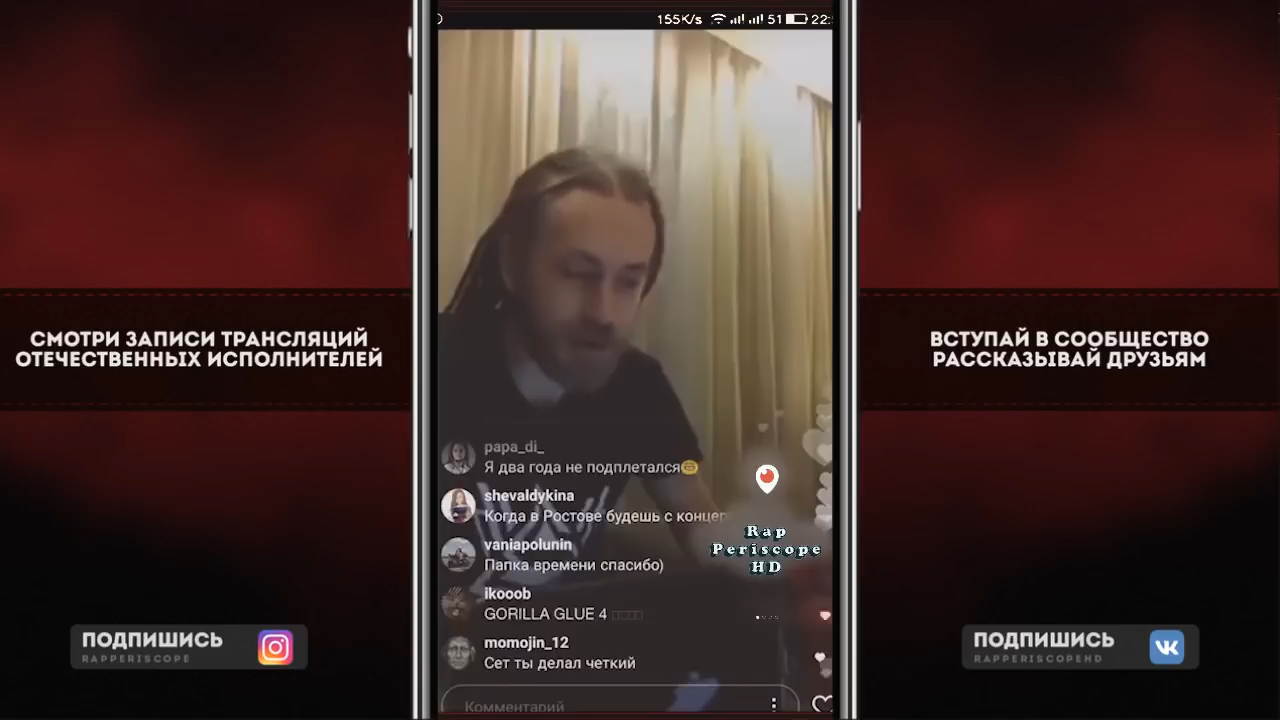 155K/s 51 22:
СМОТРИ ЗАПИСИ ТРАНСЛЯЦИЙ
ОТЕЧЕСТВЕННЫХ ИСПОЛНИТЕЛЕЙ
ПОДПИШИСЬ
RAPPERISCOPE
papa_di_
Я два года не подплетался
shevaldykina
Когда в Ростове будешь с концер
vaniapolunin
Папка времени спасибо)
ikooob
GORILLA GLUE 4
momojin_12
Сет ты делал четкий
Комментарий
Rap
Periscope
HD
ВСТУПАЙ В СООБЩЕСТВО
РАССКАЗЫВАЙ ДРУЗЬЯМ
ПОДПИШИСЬ
RAPPERISCOPEHD